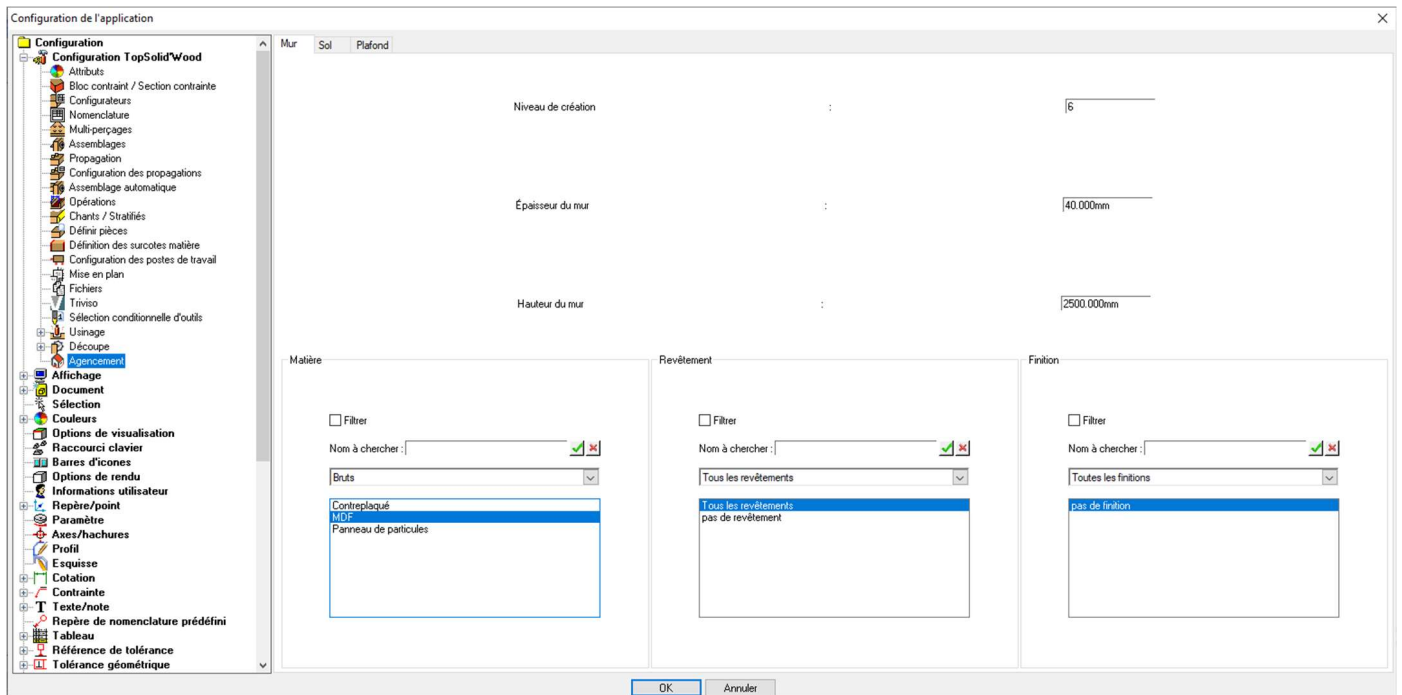 Configuration de l'application
Configuration
Configuration TopSolid'Wood
Attributs
Bloc contraint / Section contrainte
Configurateurs
Nomenclature
Multi-perçages
Assemblages
Propagation
Configuration des propagations
Assemblage automatique
Opérations
Chants / Stratifiés
Définir pièces
Définition des surcotes matière
Configuration des postes de travail
Mise en plan
Fichiers
Triviso
Sélection conditionnelle d'outils
Usinage
Découpe
Agencement
Affichage
Document
Sélection
Couleurs
Options de visualisation
Raccourci clavier
Barres d'icones
Options de rendu
Informations utilisateur
Repère/point
Paramètre
Axes/hachures
Profil
Esquisse
Cotation
Contrainte
Texte/note
Repère de nomenclature prédéfini
Tableau
Référence de tolérance
Tolérance géométrique
Mur Sol Plafond
Niveau de création : 6
Épaisseur du mur : 40.000mm
Hauteur du mur : 2500.000mm
Matière
Filtrer
Nom à chercher :
Bruts
Contreplaqué
MDF
Panneau de particules
Revêtement
Filtrer
Nom à chercher :
Tous les revêtements
Tous les revêtements
pas de revêtement
Finition
Filtrer
Nom à chercher :
Toutes les finitions
pas de finition
OK Annuler